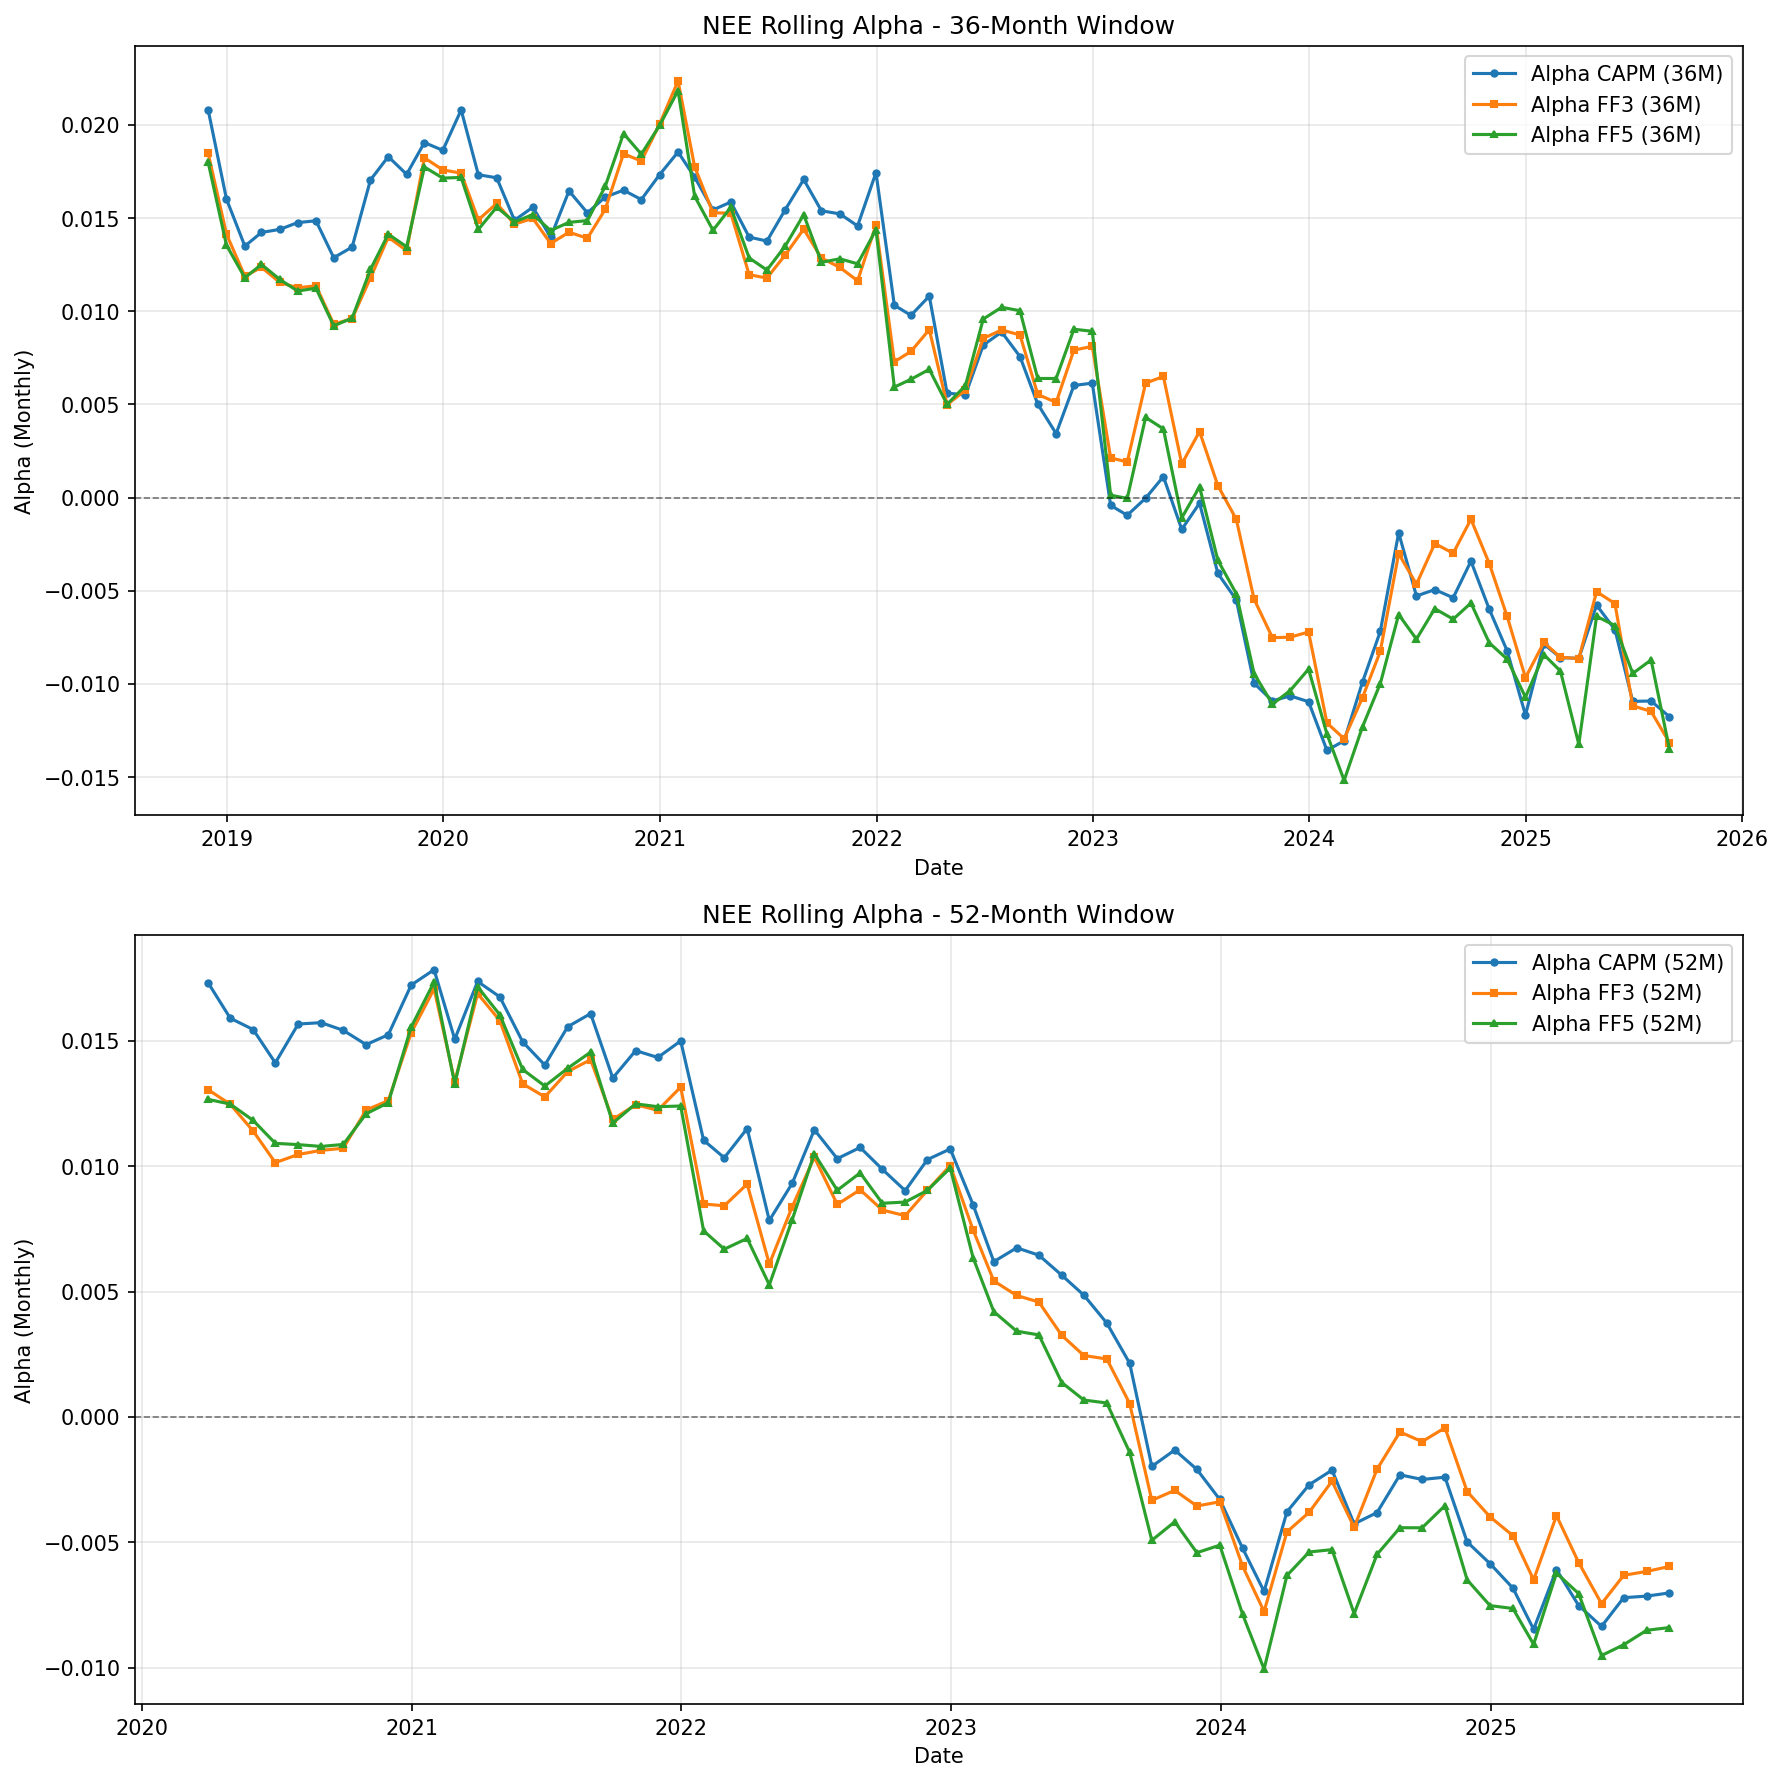 NEE Rolling Alpha - 36-Month Window
Alpha CAPM (36M)
Alpha FF3 (36M)
Alpha FF5 (36M)
Alpha (Monthly)
0.020
0.015
0.010
0.005
0.000
−0.005
−0.010
−0.015
2019 2020 2021 2022 2023 2024 2025 2026
Date
NEE Rolling Alpha - 52-Month Window
Alpha CAPM (52M)
Alpha FF3 (52M)
Alpha FF5 (52M)
Alpha (Monthly)
0.015
0.010
0.005
0.000
−0.005
−0.010
2020 2021 2022 2023 2024 2025
Date